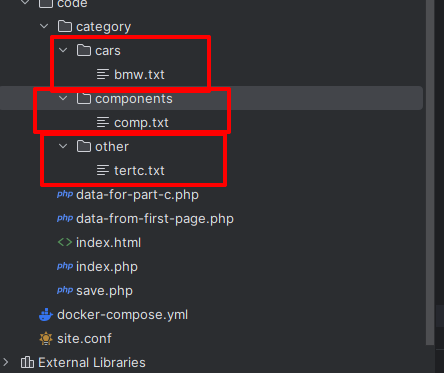 code
category
cars
bmw.txt
components
comp.txt
other
tertc.txt
php data-for-part-c.php
php data-from-first-page.php
<> index.html
php index.php
php save.php
docker-compose.yml
site.conf
External Libraries